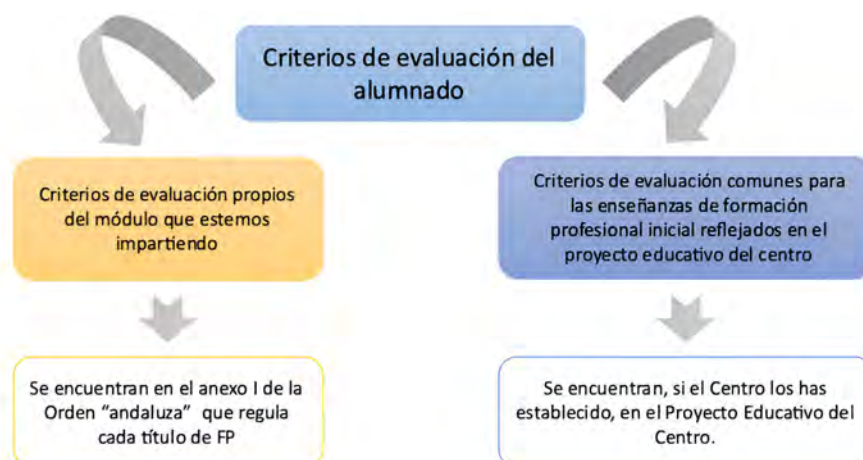 Criterios de evaluación del
alumnado
Criterios de evaluación propios
del módulo que estemos
impartiendo
Criterios de evaluación comunes para
las enseñanzas de formación
profesional inicial reflejados en el
proyecto educativo del centro
Se encuentran en el anexo I de la
Orden “andaluza” que regula
cada título de FP
Se encuentran, si el Centro los has
establecido, en el Proyecto Educativo del
Centro.